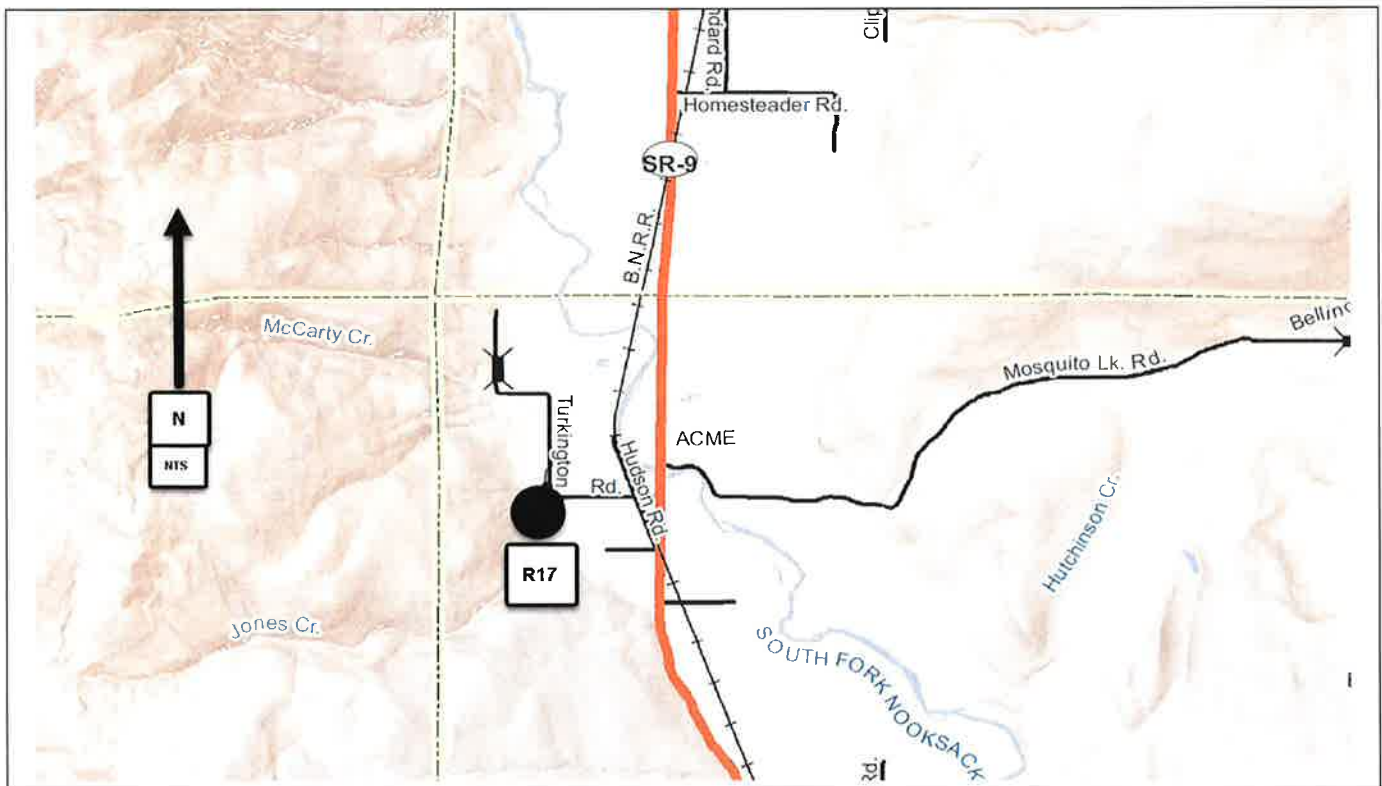 Homesteader Rd.
SR-9
B.N.R.R.
McCarty Cr.
Mosquito Lk. Rd.
N
NTS
Turkington
Rd.
Hudson Rd.
ACME
R17
Hutchinson Cr.
Jones Cr.
SOUTH FORK NOOKSACK
Rd.